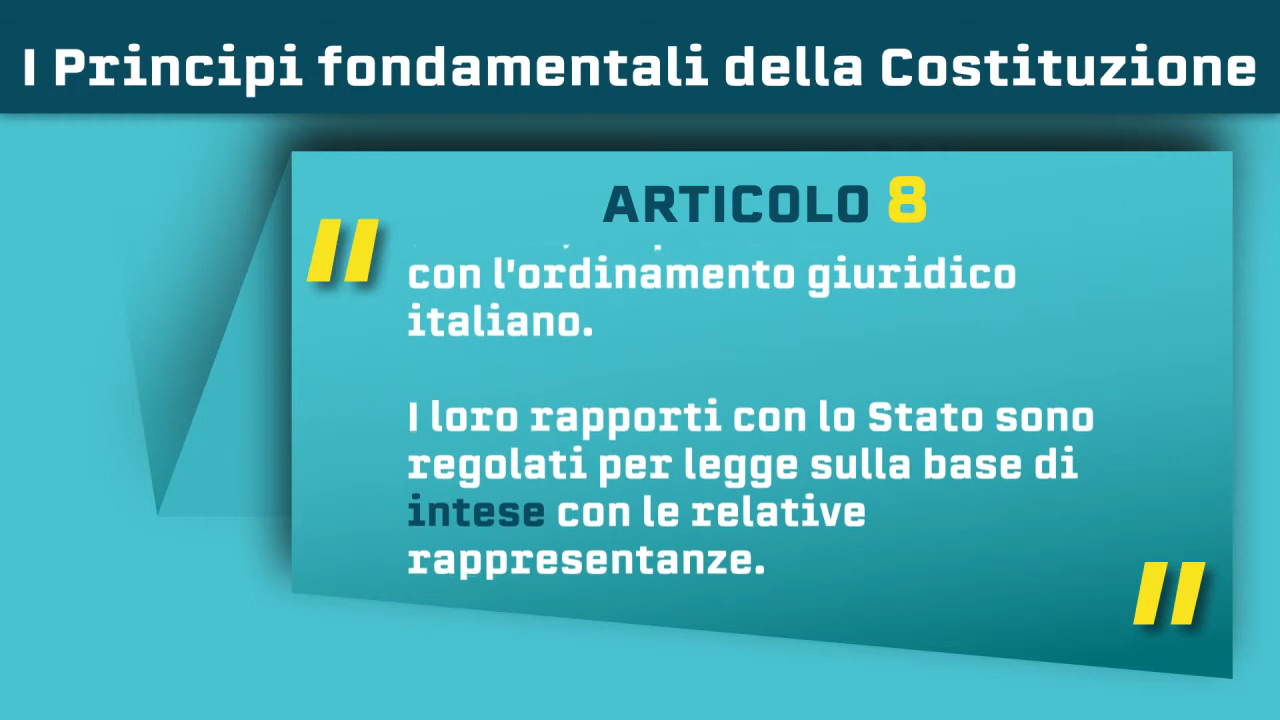 I Principi fondamentali della Costituzione
ARTICOLO 8
"
con l'ordinamento giuridico
italiano.
I loro rapporti con lo Stato sono
regolati per legge sulla base di
intese con le relative
rappresentanze.
"